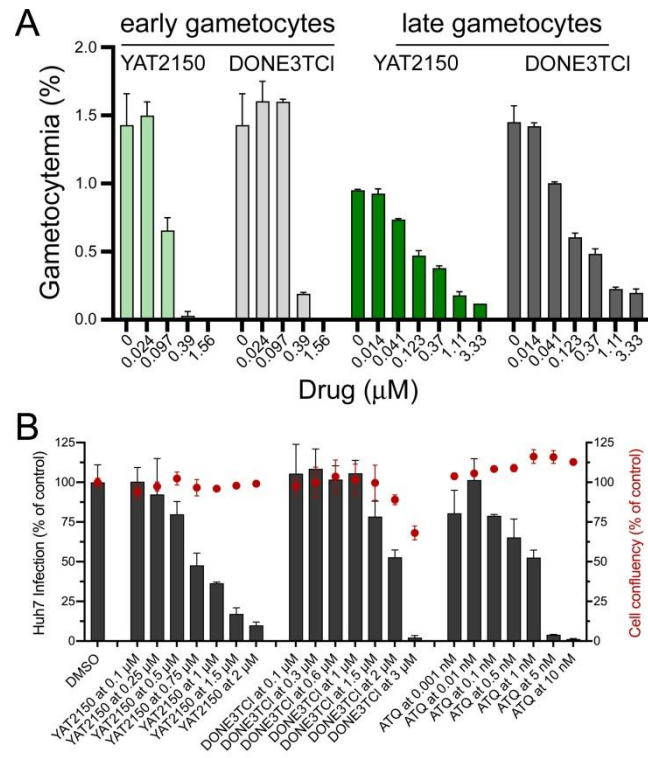 A
early gametocytes
late gametocytes
YAT2150
DONE3TCl
YAT2150
DONE3TCl
Gametocytemia (%)
2.0
1.5
1.0
0.5
0.0
0
0.024
0.097
0.39
1.56
0
0.024
0.097
0.39
1.56
0
0.014
0.041
0.123
0.37
1.11
3.33
0
0.014
0.041
0.123
0.37
1.11
3.33
Drug (μM)
B
Huh7 Infection (% of control)
125
100
75
50
25
0
125
100
75
50
25
0
Cell confluency (% of control)
DMSO
YAT2150 at 0.1 μM
YAT2150 at 0.25 μM
YAT2150 at 0.5 μM
YAT2150 at 0.75 μM
YAT2150 at 1 μM
YAT2150 at 1.5 μM
YAT2150 at 2 μM
DONE3TCl at 0.1 μM
DONE3TCl at 0.3 μM
DONE3TCl at 0.6 μM
DONE3TCl at 1 μM
DONE3TCl at 1.5 μM
DONE3TCl at 2 μM
DONE3TCl at 3 μM
ATQ at 0.001 nM
ATQ at 0.01 nM
ATQ at 0.1 nM
ATQ at 0.5 nM
ATQ at 1 nM
ATQ at 5 nM
ATQ at 10 nM